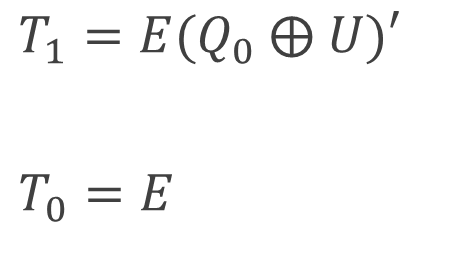 T₁ = E(Q₀ ⊕ U)′
T₀ = E